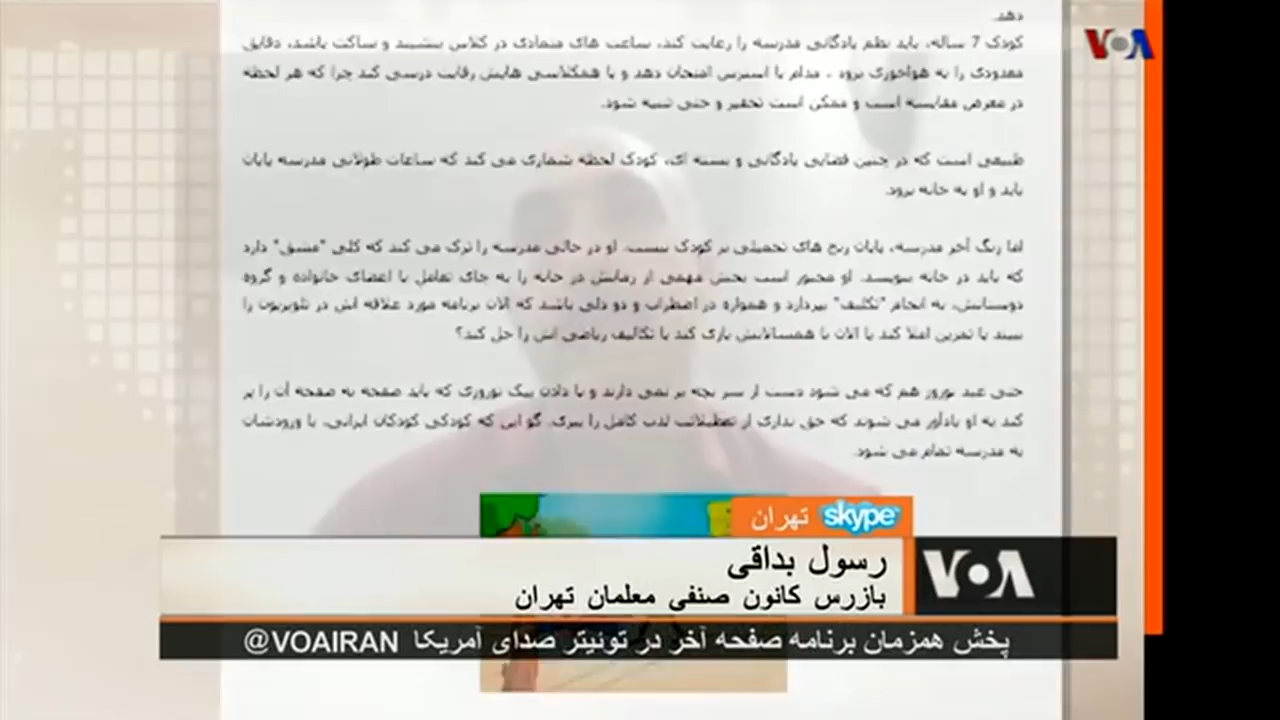 دهد.
کودک 7 ساله، باید نظم پادگانی مدرسه را رعایت کند، ساعت های متمادی در کلاس بنشیند و ساکت باشد، دقایق
معدودی را به هواخوری برود ، مدام با استرس امتحان دهد و با همکلاسی هایش رقابت درسی کند چرا که هر لحظه
در معرض مقایسه است و ممکن است تحقیر و حتی تنبیه شود.
طبیعی است که در چنین فضایی پادگانی و بسته ای، کودک لحظه شماری می کند که ساعات طولانی مدرسه پایان
یابد و او به خانه برود.
اما زنگ آخر مدرسه، پایان رنج های تحمیلی بر کودک نیست. او در حالی مدرسه را ترک می کند که کلی "مشق" دارد
که باید در خانه بنویسد. او مجبور است بخش مهمی از زمانش در خانه را به جای تعامل با اعضای خانواده و گروه
دوستانش، به انجام "تکلیف" بپردازد و همواره در اضطراب و دو دلی باشد که الان برنامه مورد علاقه اش در تلویزیون را
ببیند یا تمرین املا کند یا الان با همسالانش بازی کند یا تکالیف ریاضی اش را حل کند؟
حتی عید نوروز هم که می شود دست از سر بچه بر نمی دارند و با دادن پیک نوروزی که باید صفحه به صفحه آن را پر
کند به او یادآور می شوند که حق نداری از تعطیلاتت لذت کامل را ببری. گو این که کودکی کودکان ایرانی، با ورودشان
به مدرسه تمام می شود.
VOA
تهران skype
رسول بداقی
VOA
بازرس کانون صنفی معلمان تهران
پخش همزمان برنامه صفحه آخر در توئیتر صدای آمریکا @VOAIRAN